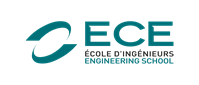 ECE
ÉCOLE D'INGÉNIEURS
ENGINEERING SCHOOL